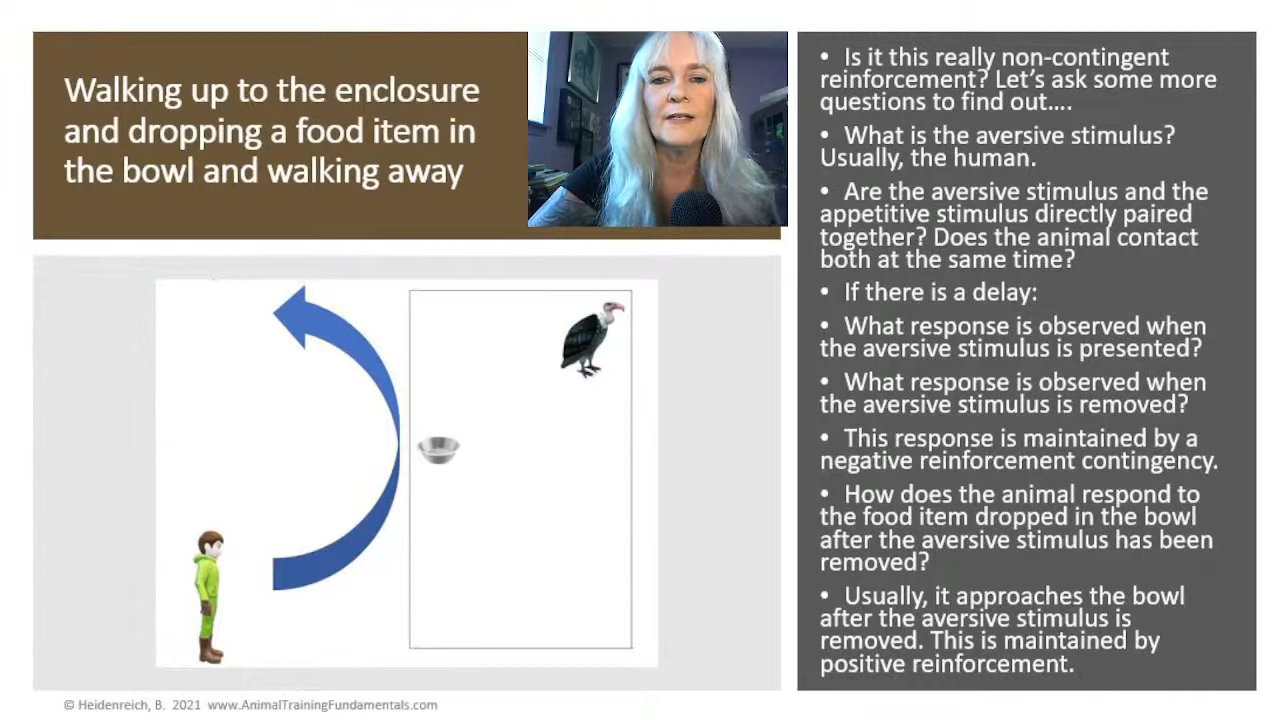 Walking up to the enclosure
and dropping a food item in
the bowl and walking away
• Is it this really non-contingent
reinforcement? Let's ask some more
questions to find out....
• What is the aversive stimulus?
Usually, the human.
• Are the aversive stimulus and the
appetitive stimulus directly paired
together? Does the animal contact
both at the same time?
• If there is a delay:
• What response is observed when
the aversive stimulus is presented?
• What response is observed when
the aversive stimulus is removed?
• This response is maintained by a
negative reinforcement contingency.
• How does the animal respond to
the food item dropped in the bowl
after the aversive stimulus has been
removed?
• Usually, it approaches the bowl
after the aversive stimulus is
removed. This is maintained by
positive reinforcement.
© Heidenreich, B. 2021 www.AnimalTrainingFundamentals.com